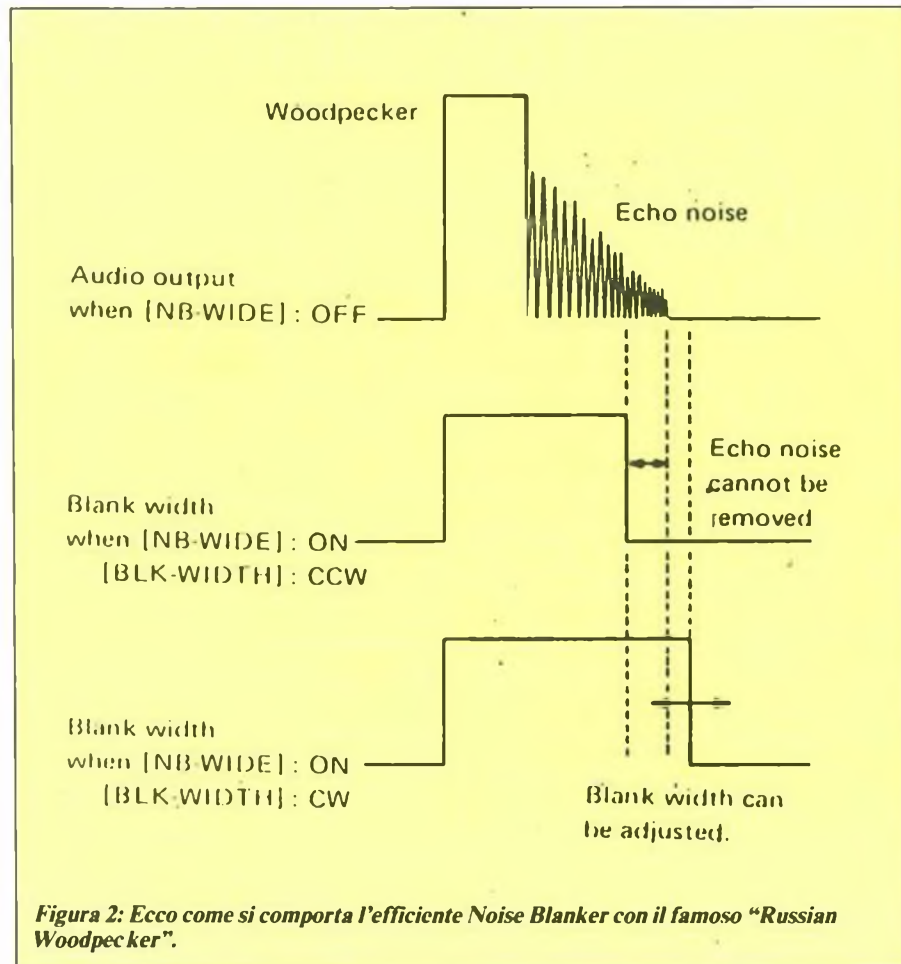 Woodpecker
Echo noise
Audio output
when [NB-WIDE] : OFF
Echo noise
cannot be
removed
Blank width
when [NB-WIDE] : ON
[BLK-WIDTH] : CCW
Blank width
when [NB-WIDE] : ON
[BLK-WIDTH] : CW
Blank width can
be adjusted.
Figura 2: Ecco come si comporta l'efficiente Noise Blanker con il famoso “Russian
Woodpecker”.